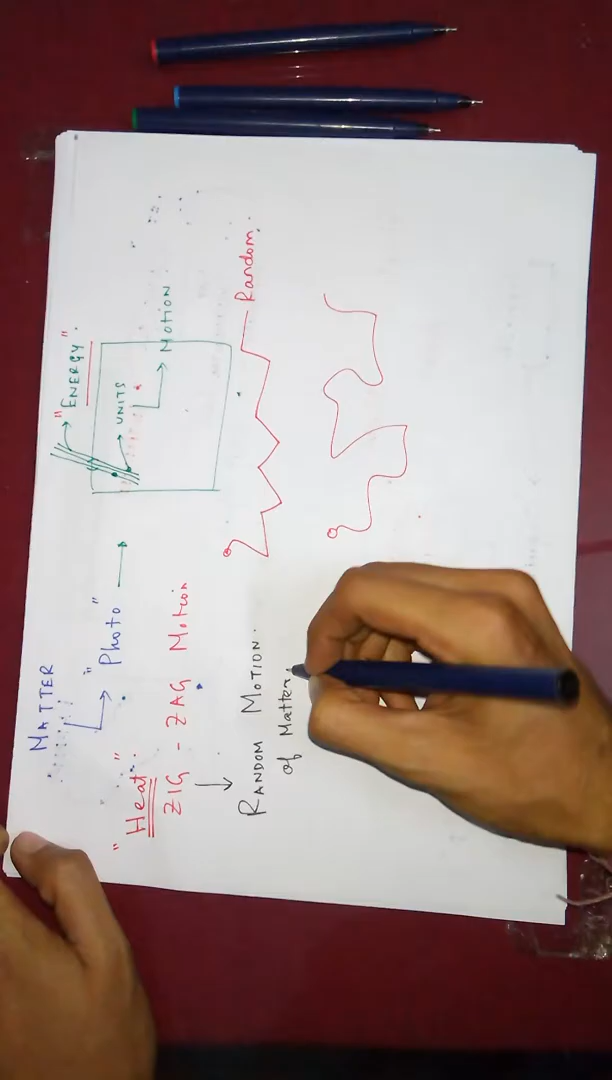 MATTER
" Photo "
" ENERGY ".
UNITS
MOTION
" Heat ".
ZIG - ZAG Motion
Random.
RANDOM MOTION.
of Matter.